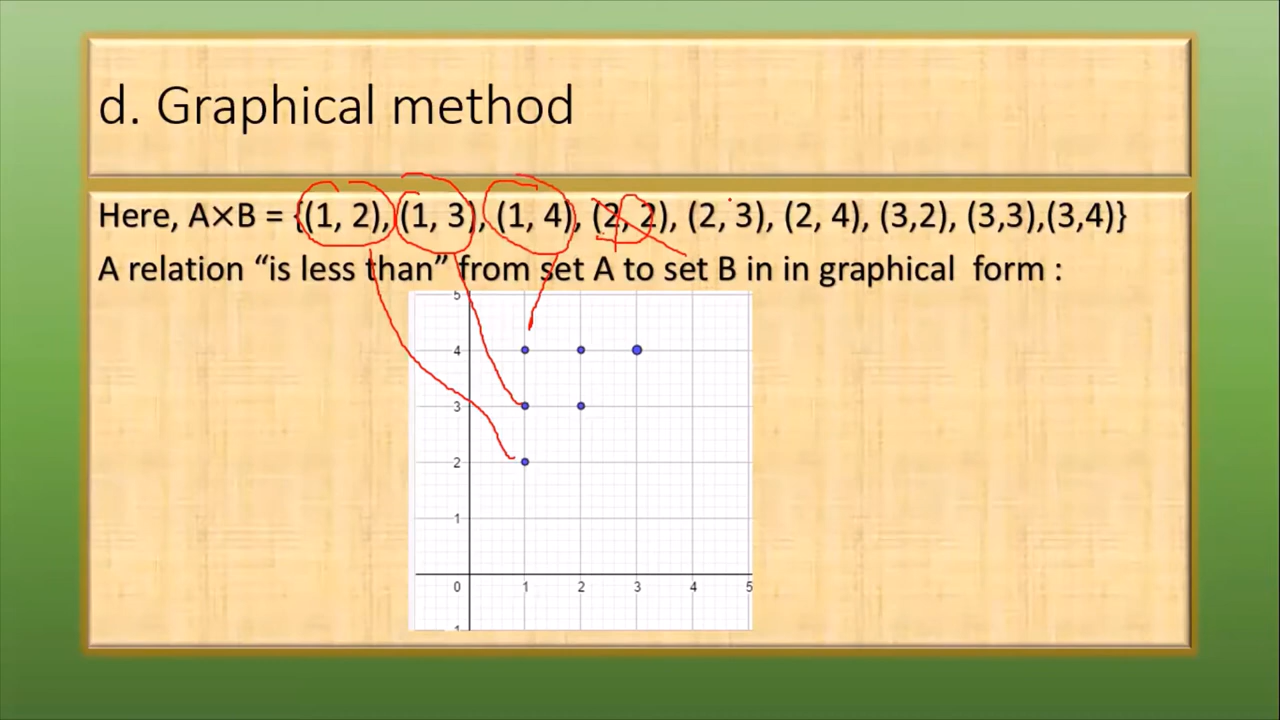 d. Graphical method
Here, A×B = {(1, 2), (1, 3), (1, 4), (2, 2), (2, 3), (2, 4), (3,2), (3,3),(3,4)}
A relation “is less than” from set A to set B in in graphical form :
5
4
3
2
1
0 1 2 3 4 5